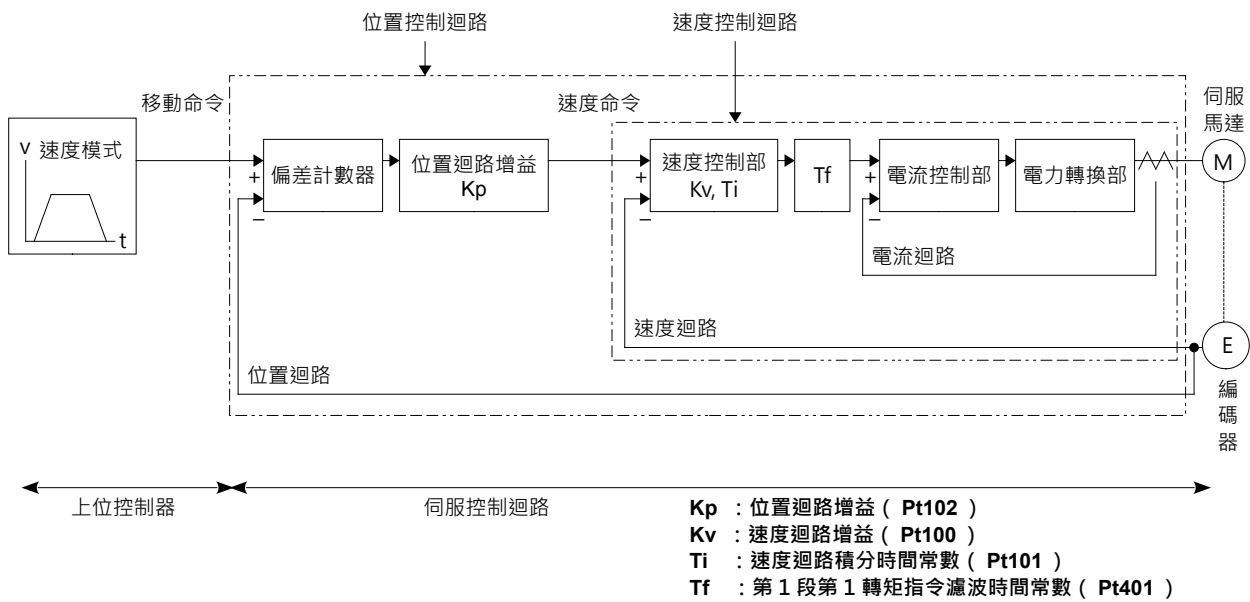 位置控制迴路
速度控制迴路
移動命令
速度命令
伺服
馬達
v 速度模式
t
+
−
偏差計數器
位置迴路增益
Kp
+
−
速度控制部
Kv, Ti
Tf
+
−
電流控制部
電力轉換部
M
電流迴路
速度迴路
位置迴路
E
編
碼
器
上位控制器
伺服控制迴路
Kp :位置迴路增益( Pt102 )
Kv :速度迴路增益( Pt100 )
Ti :速度迴路積分時間常數( Pt101 )
Tf :第1段第1轉矩指令濾波時間常數( Pt401 )